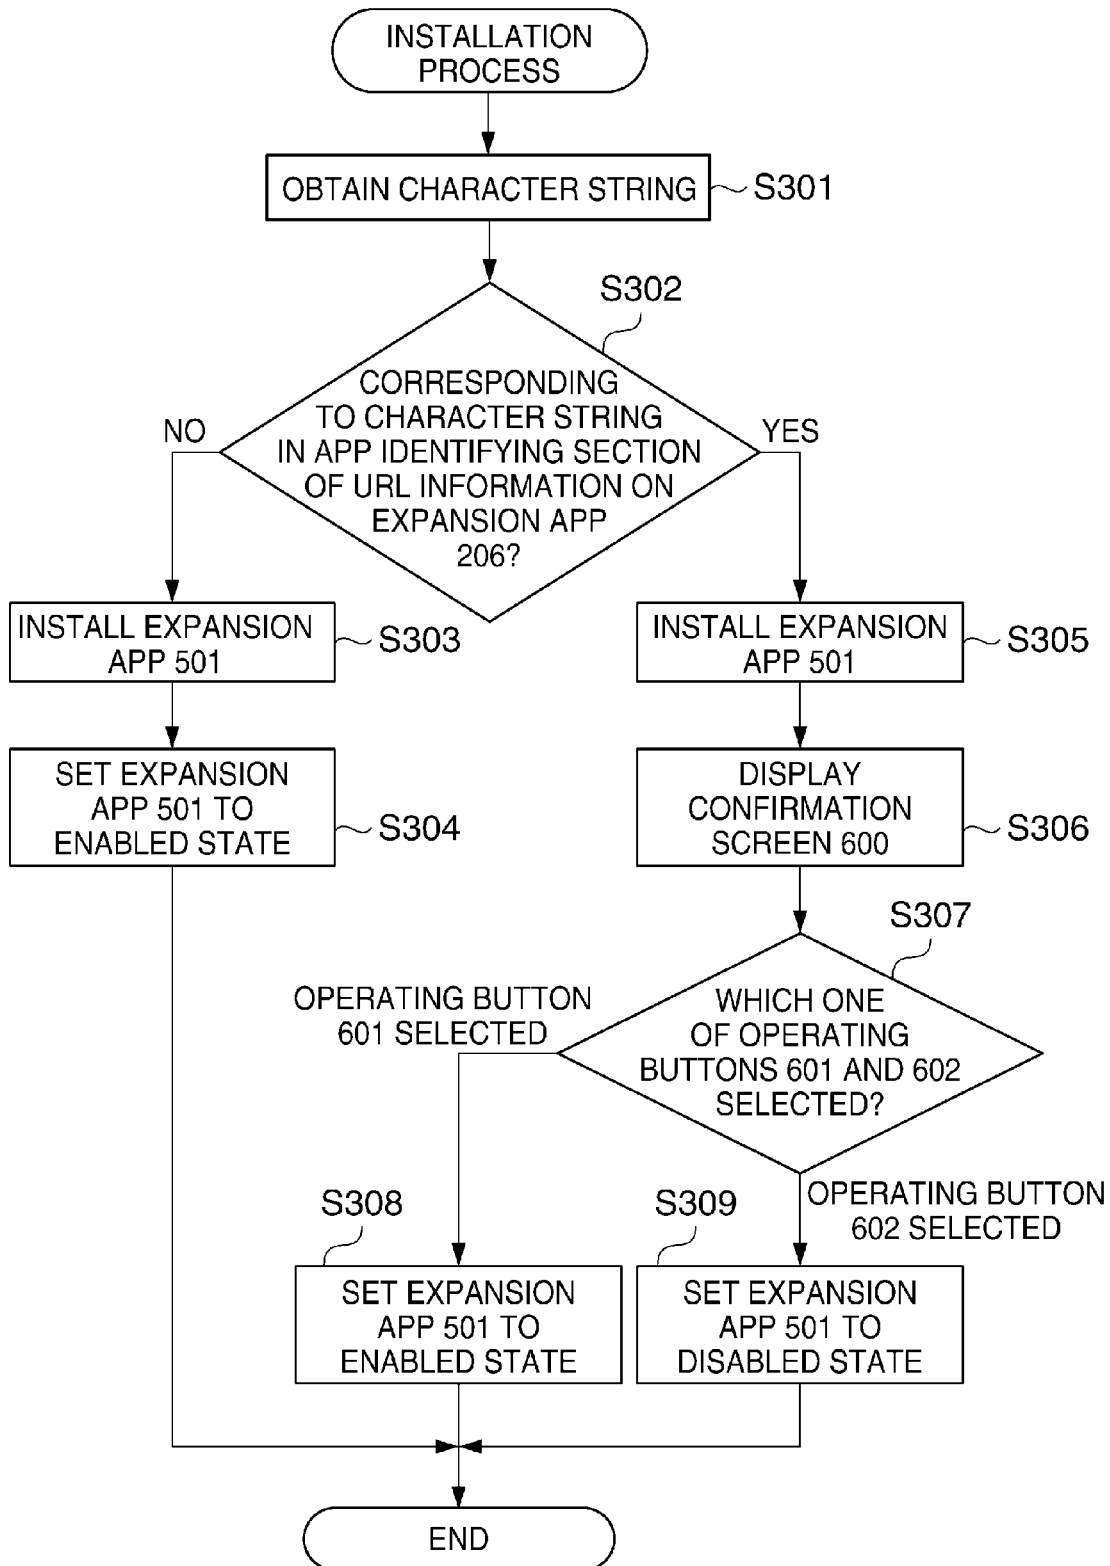 INSTALLATION
PROCESS
OBTAIN CHARACTER STRING
S301
S302
CORRESPONDING
TO CHARACTER STRING
IN APP IDENTIFYING SECTION
OF URL INFORMATION ON
EXPANSION APP
206?
NO
YES
INSTALL EXPANSION
APP 501
S303
INSTALL EXPANSION
APP 501
S305
SET EXPANSION
APP 501 TO
ENABLED STATE
S304
DISPLAY
CONFIRMATION
SCREEN 600
S306
S307
WHICH ONE
OF OPERATING
BUTTONS 601 AND 602
SELECTED?
OPERATING BUTTON
601 SELECTED
OPERATING BUTTON
602 SELECTED
S308
SET EXPANSION
APP 501 TO
ENABLED STATE
S309
SET EXPANSION
APP 501 TO
DISABLED STATE
END